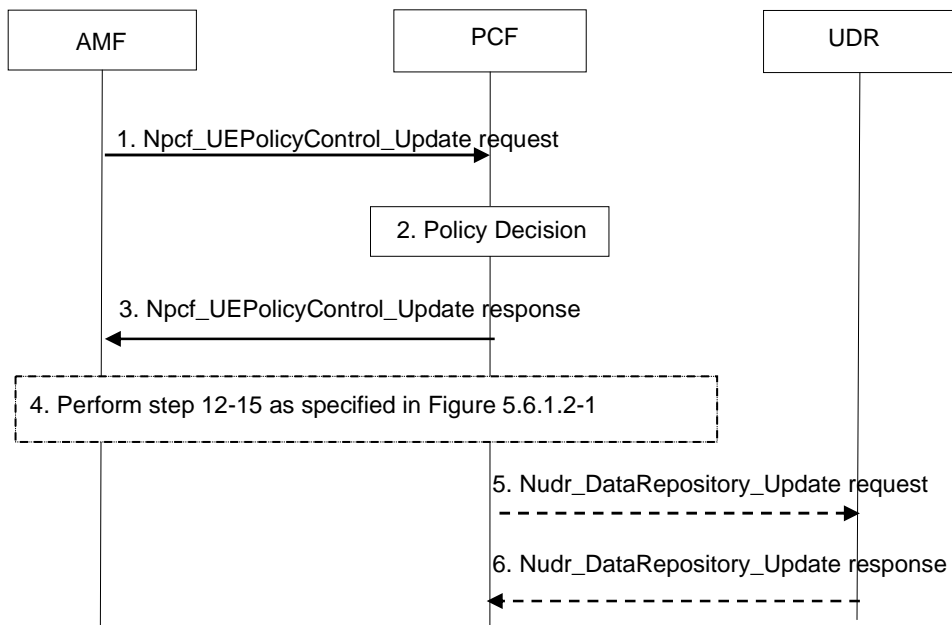 AMF
PCF
UDR
1. Npcf_UEPolicyControl_Update request
2. Policy Decision
3. Npcf_UEPolicyControl_Update response
4. Perform step 12-15 as specified in Figure 5.6.1.2-1
5. Nudr_DataRepository_Update request
6. Nudr_DataRepository_Update response